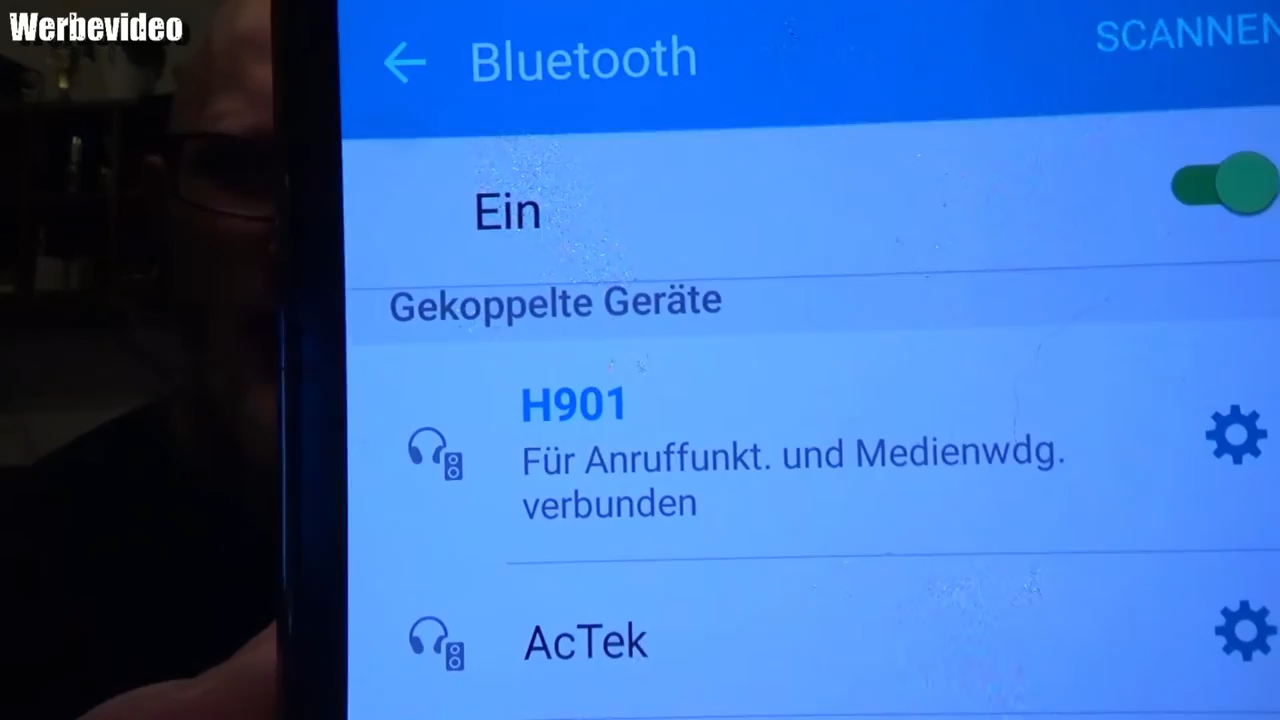 Werbevideo
Bluetooth
SCANNEN
Ein
Gekoppelte Geräte
H901
Für Anruffunkt. und Medienwdg.
verbunden
AcTek